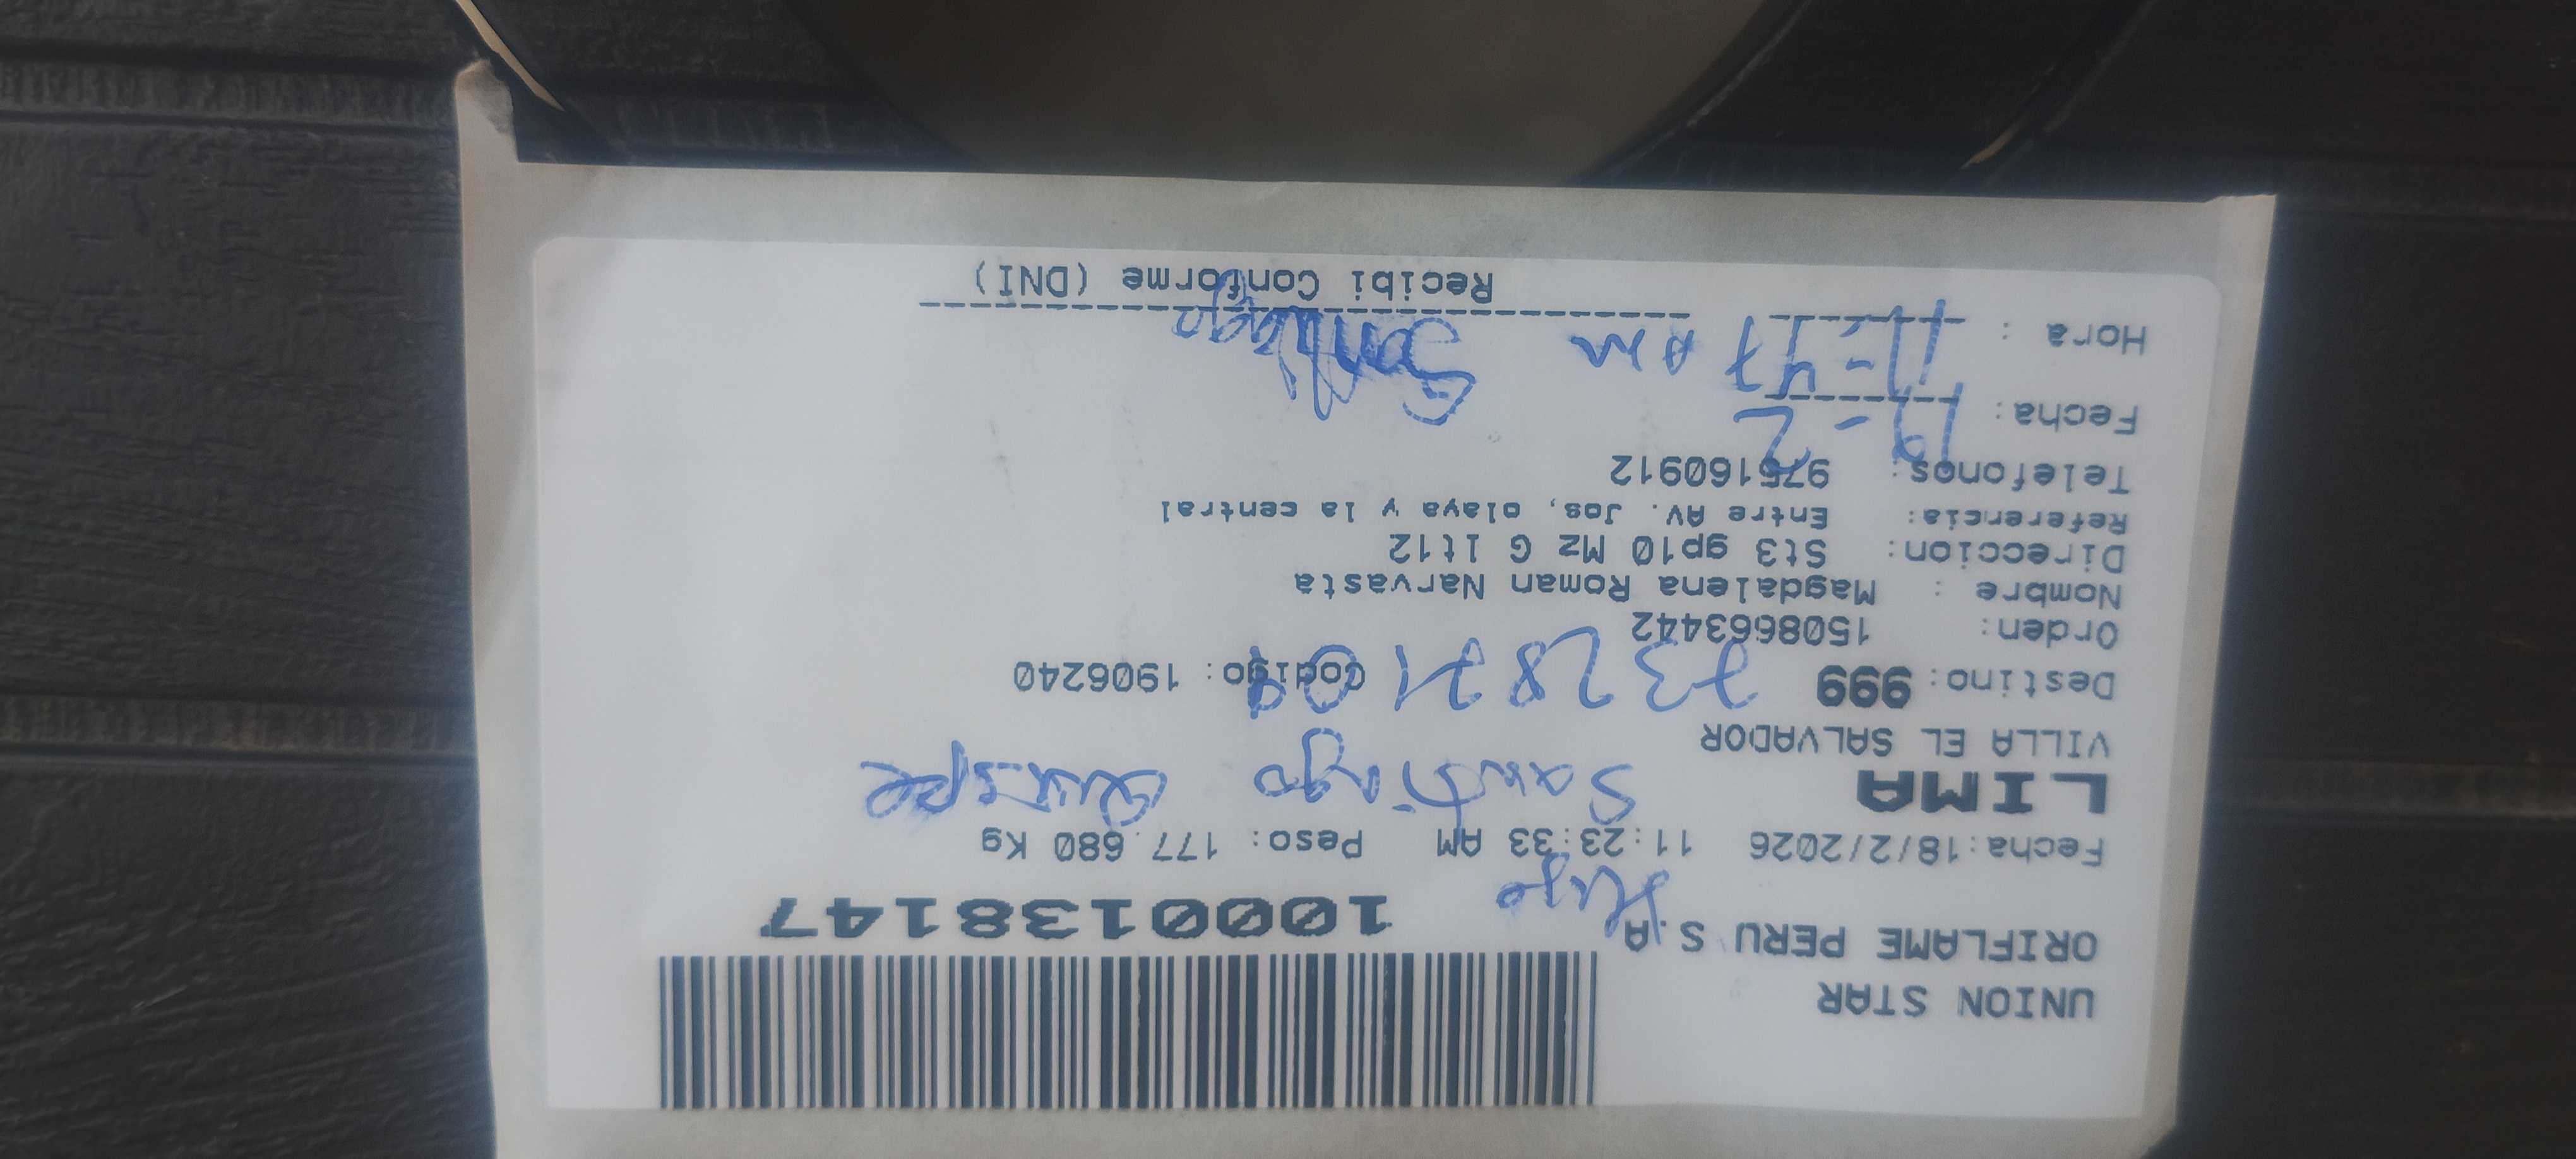 UNION STAR
ORIFLAME PERU S.A
1000138147
Hijo
Fecha:18/2/2026 11:23:33 AM Peso: 177.680 Kg
LIMA
Santiago Quispe
VILLA EL SALVADOR
Destino: 999 Codigo: 1906240
Orden: 1508663442
Nombre : Magdalena Roman Narvasta
Direccion: St3 gp10 Mz G lt12
Referencia: Entre AV. Jos, olaya y la central
Telefonos: 975160912
Fecha: 19-2
Hora : 11-47 AM Santiago
Recibi Conforme (DNI)